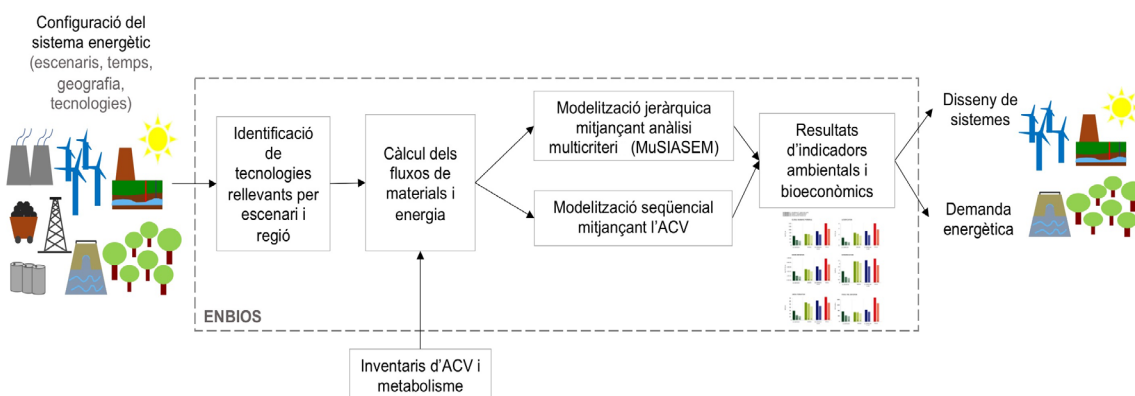 Configuració del
sistema energètic
(escenaris, temps,
geografia,
tecnologies)
Identificació
de
tecnologies
rellevants per
escenari i
regió
Càlcul dels
fluxos de
materials i
energia
Modelització jeràrquica
mitjançant anàlisi
multicriteri (MuSIASEM)
Modelització seqüencial
mitjançant l'ACV
Resultats
d'indicadors
ambientals i
bioeconòmics
Disseny de
sistemes
Demanda
energètica
ENBIOS
Inventaris d'ACV i
metabolisme